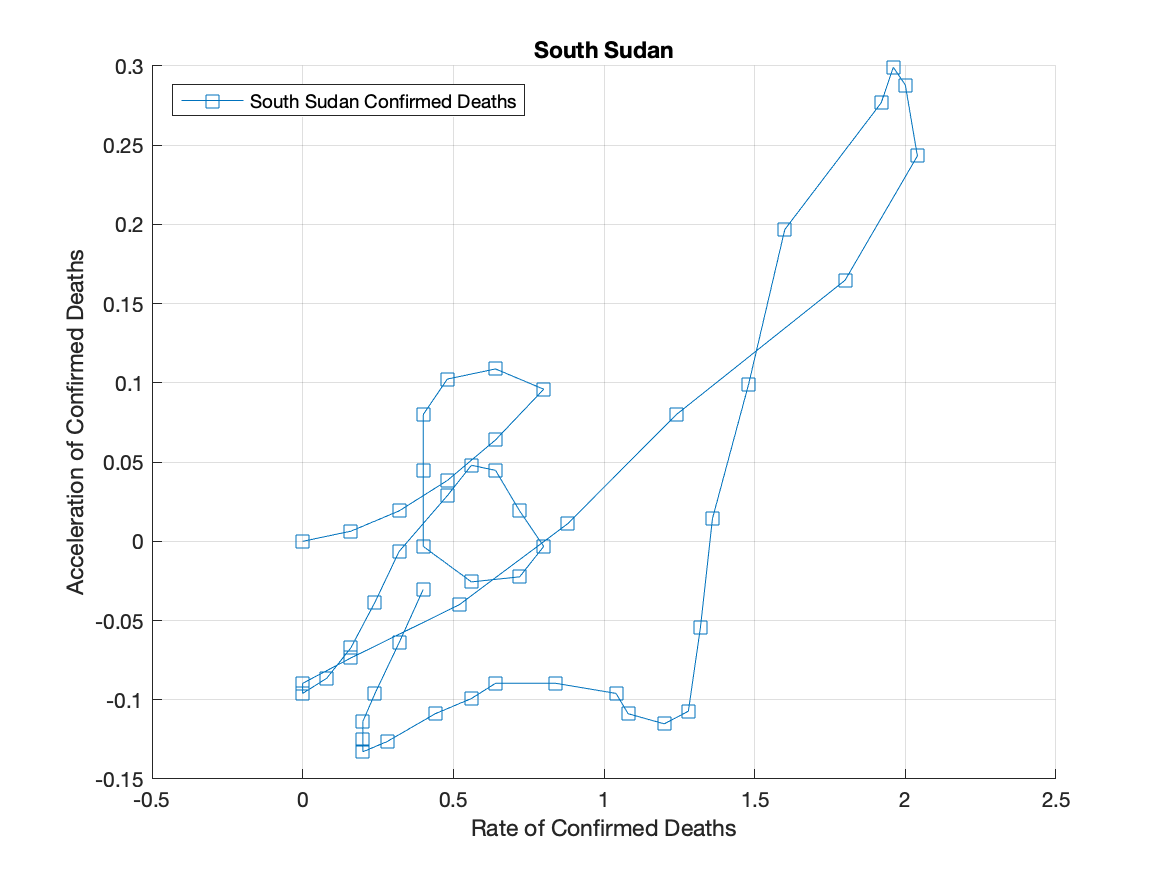 South Sudan
South Sudan Confirmed Deaths
0.3
0.25
0.2
0.15
0.1
0.05
0
-0.05
-0.1
-0.15
Acceleration of Confirmed Deaths
-0.5 0 0.5 1 1.5 2 2.5
Rate of Confirmed Deaths